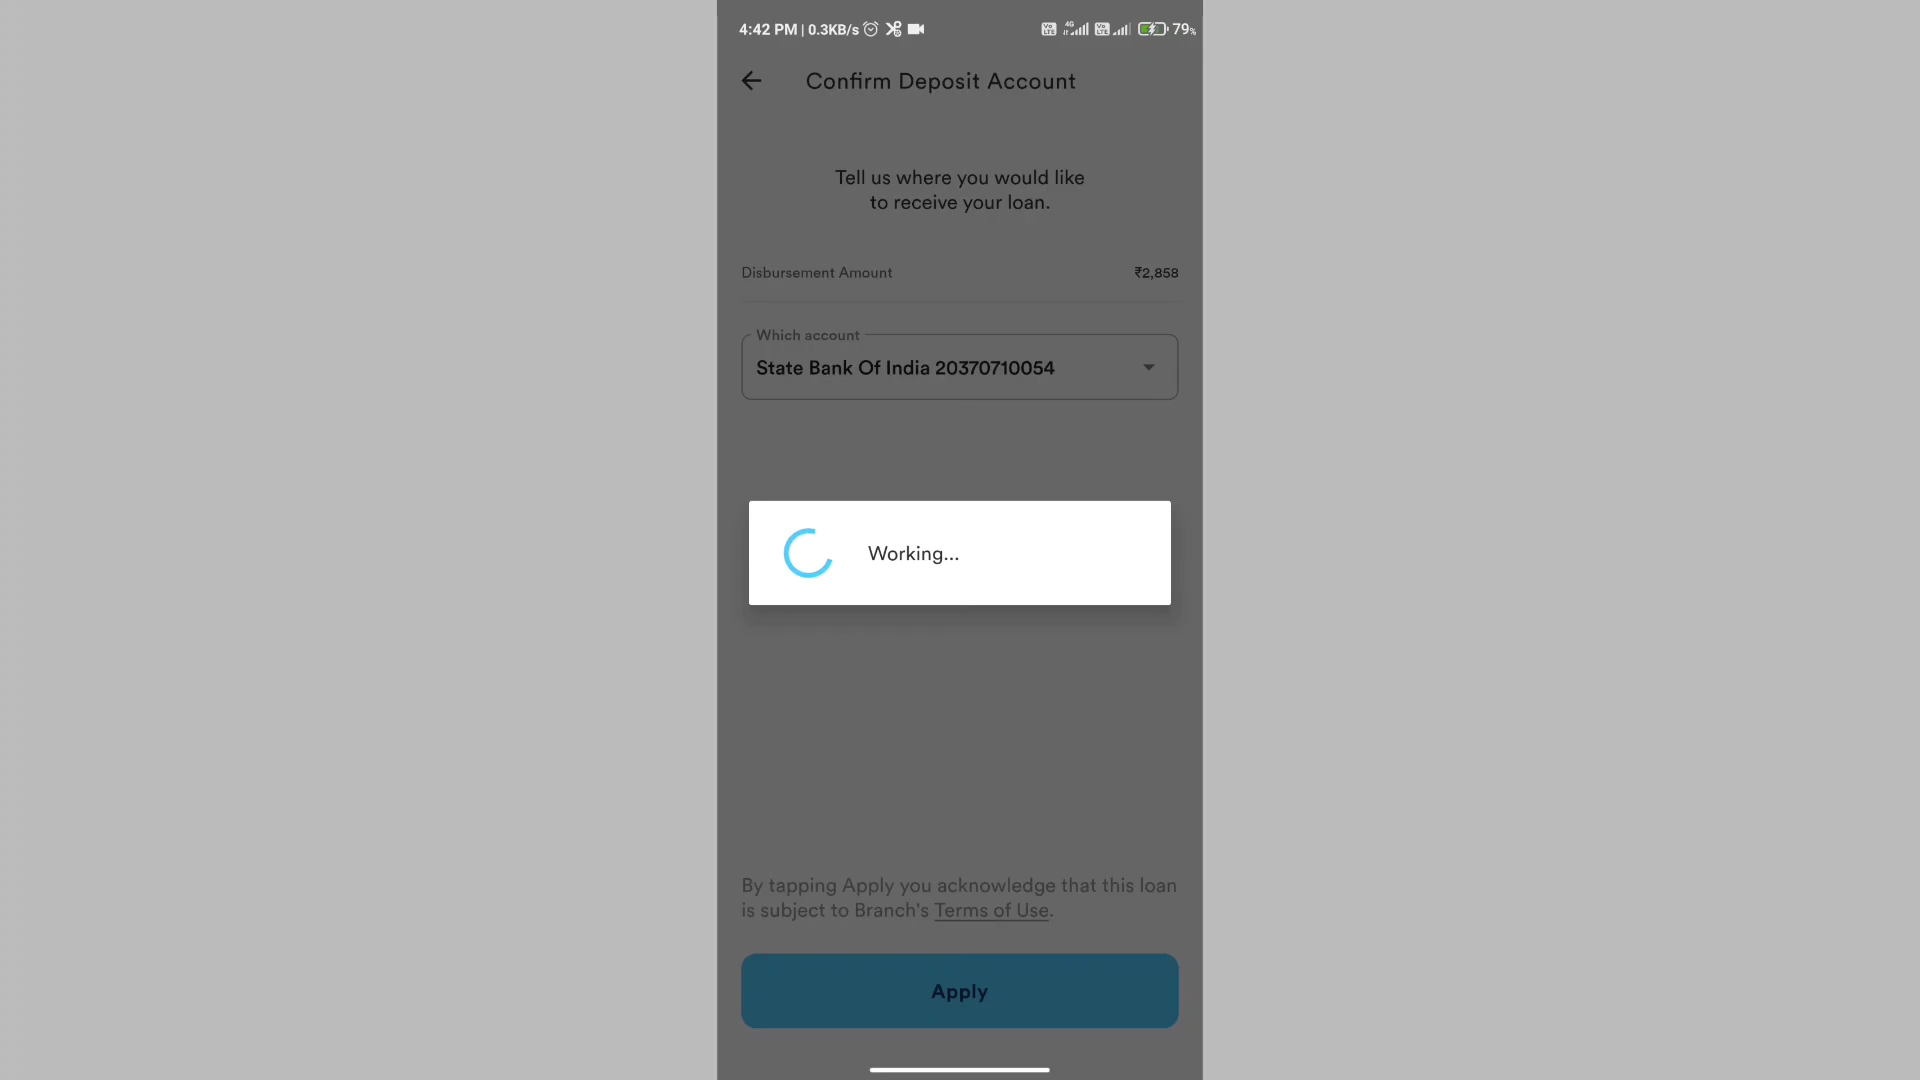 4:42 PM | 0.3KB/s 79%
Confirm Deposit Account
Tell us where you would like
to receive your loan.
Disbursement Amount ₹2,858
Which account
State Bank Of India 20370710054
Working...
By tapping Apply you acknowledge that this loan
is subject to Branch's Terms of Use.
Apply